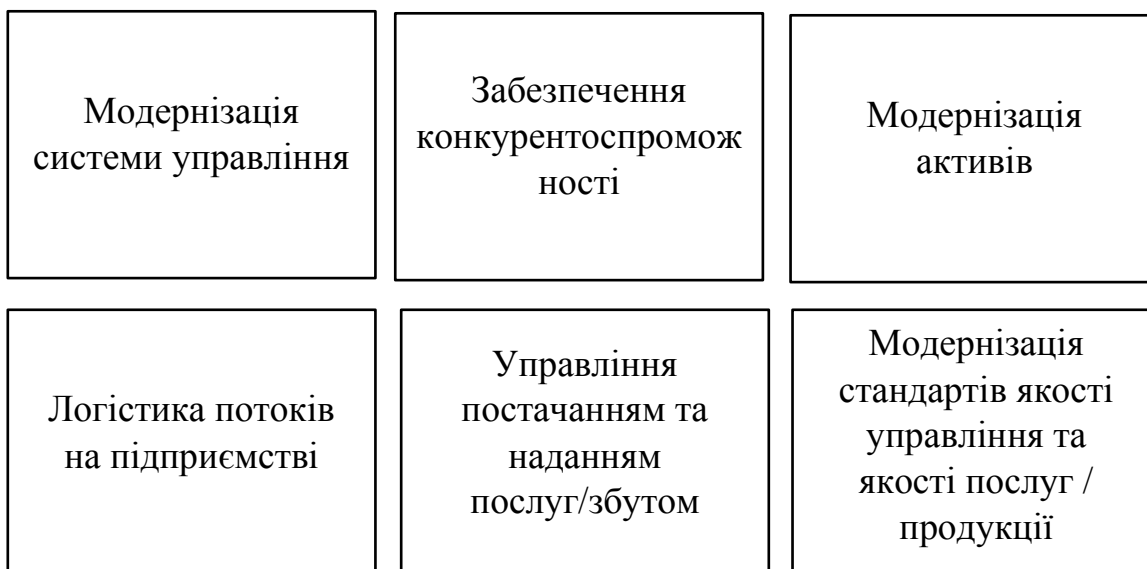 Модернізація
системи управління
Забезпечення
конкурентоспромож
ності
Модернізація
активів
Логістика потоків
на підприємстві
Управління
постачанням та
наданням
послуг/збутом
Модернізація
стандартів якості
управління та
якості послуг /
продукції